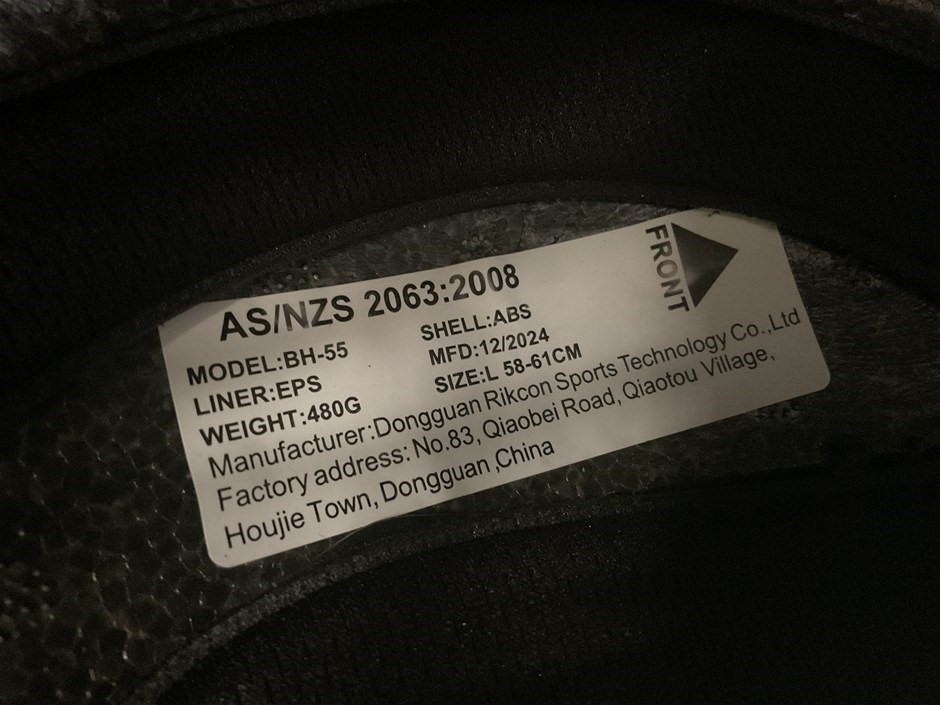 AS/NZS 2063:2008
FRONT
MODEL:BH-55 SHELL:ABS
LINER:EPS MFD:12/2024
WEIGHT:480G SIZE:L 58-61CM
Manufacturer:Dongguan Rikcon Sports Technology Co.,Ltd
Factory address: No.83, Qiaobei Road, Qiaotou Village,
Houjie Town, Dongguan ,China